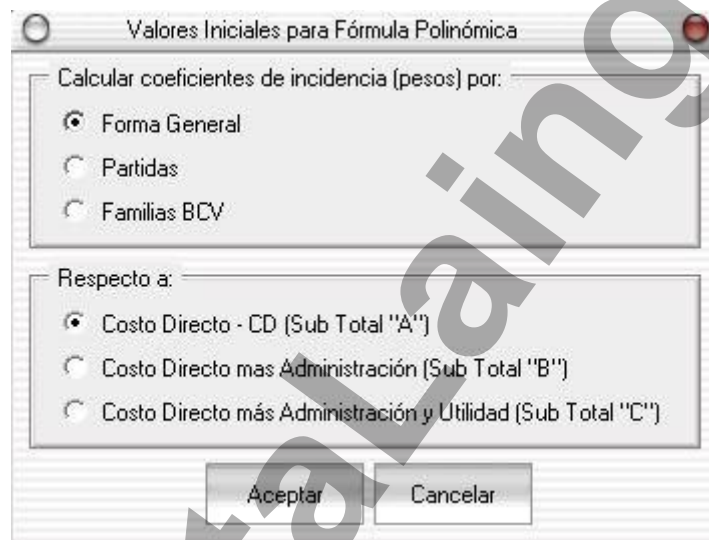 Valores Iniciales para Fórmula Polinómica
Calcular coeficientes de incidencia (pesos) por:
Forma General
Partidas
Familias BCV
Respecto a:
Costo Directo - CD (Sub Total "A")
Costo Directo mas Administración (Sub Total "B")
Costo Directo más Administración y Utilidad (Sub Total "C")
Aceptar
Cancelar